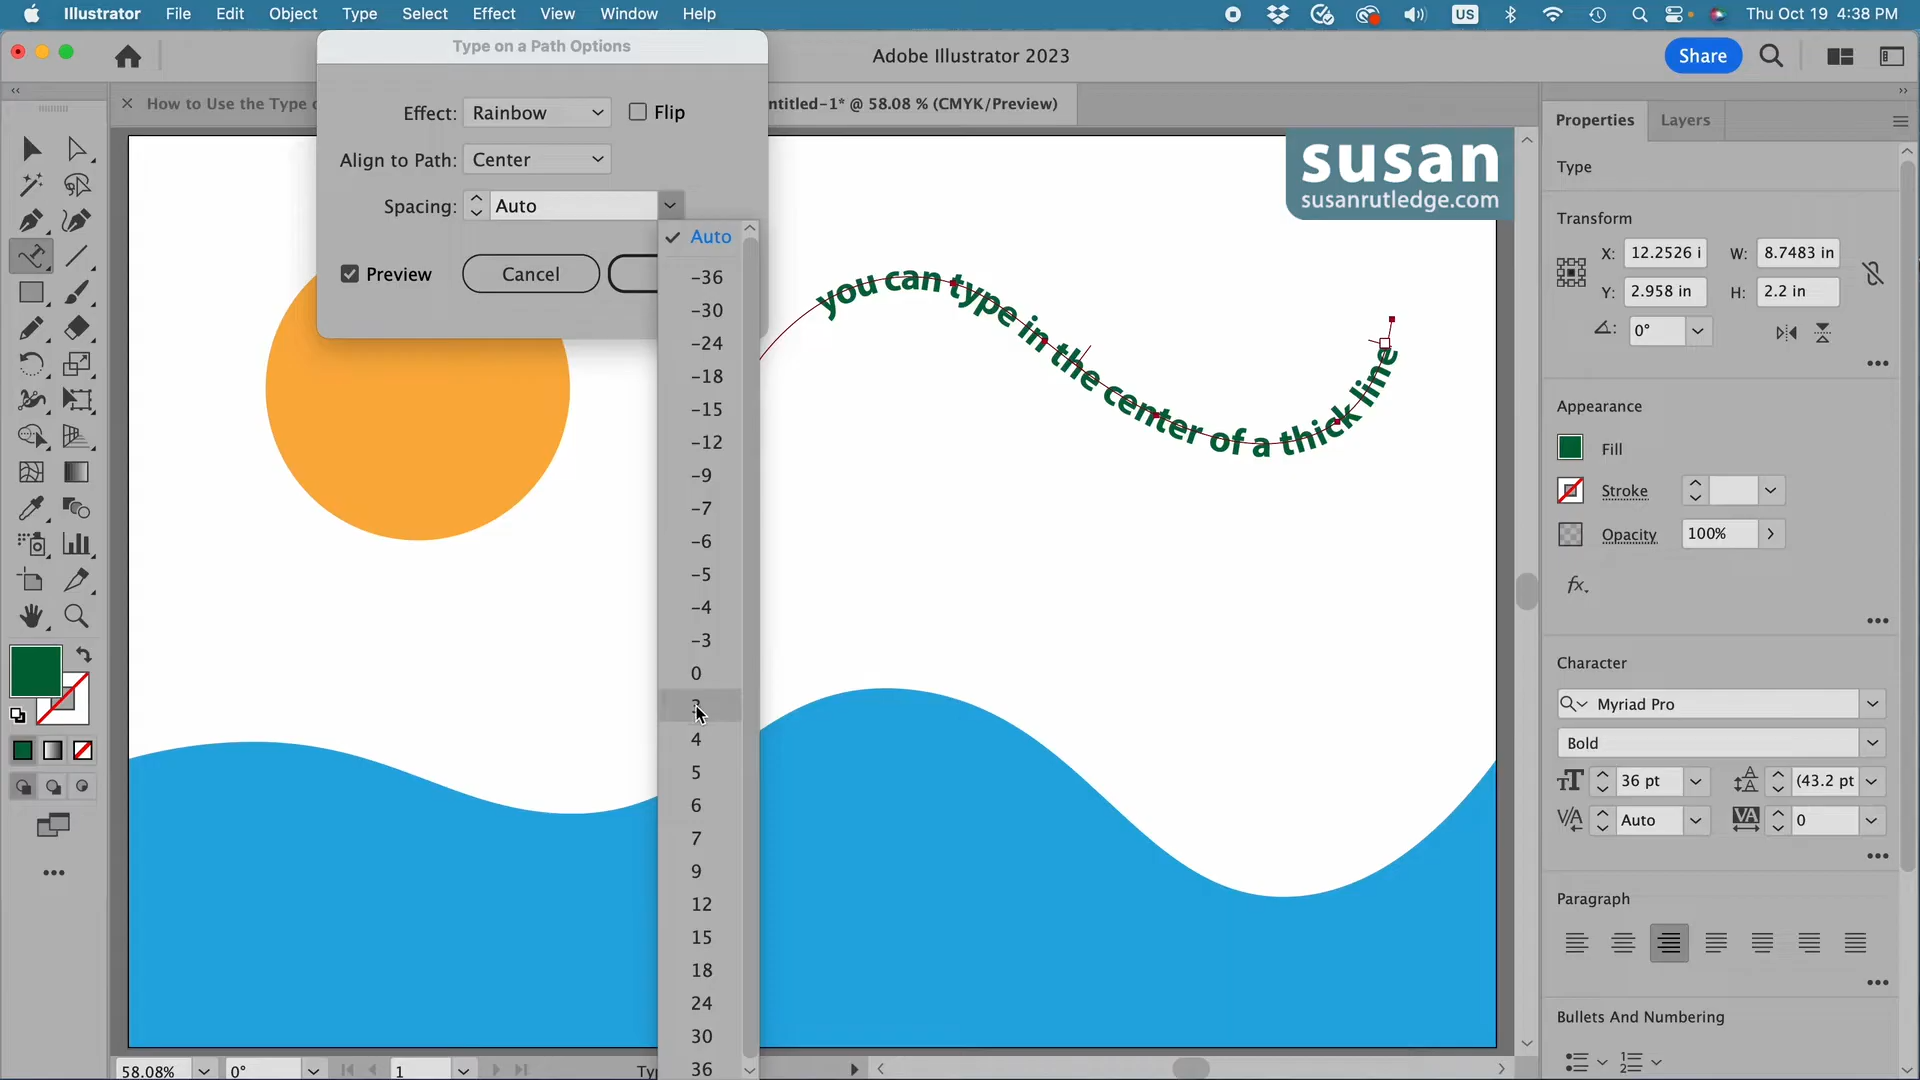 Illustrator File Edit Object Type Select Effect View Window Help US Thu Oct 19 4:38 PM
Type on a Path Options
Adobe Illustrator 2023
Share
How to Use the Type
ntitled-1* @ 58.08 % (CMYK/Preview)
Effect: Rainbow Flip
Align to Path: Center
Spacing: Auto
Preview Cancel
Auto
-36
-30
-24
-18
-15
-12
-9
-7
-6
-5
-4
-3
0
4
5
6
7
9
12
15
18
24
30
36
susan
susanrutledge.com
you can type in the center of a thick line
Properties Layers
Type
Transform
X: 12.2526 i W: 8.7483 in
Y: 2.958 in H: 2.2 in
0°
Appearance
Fill
Stroke
Opacity 100%
fx
Character
Myriad Pro
Bold
36 pt (43.2 pt
Auto 0
Paragraph
Bullets And Numbering
58.08% 0° 1